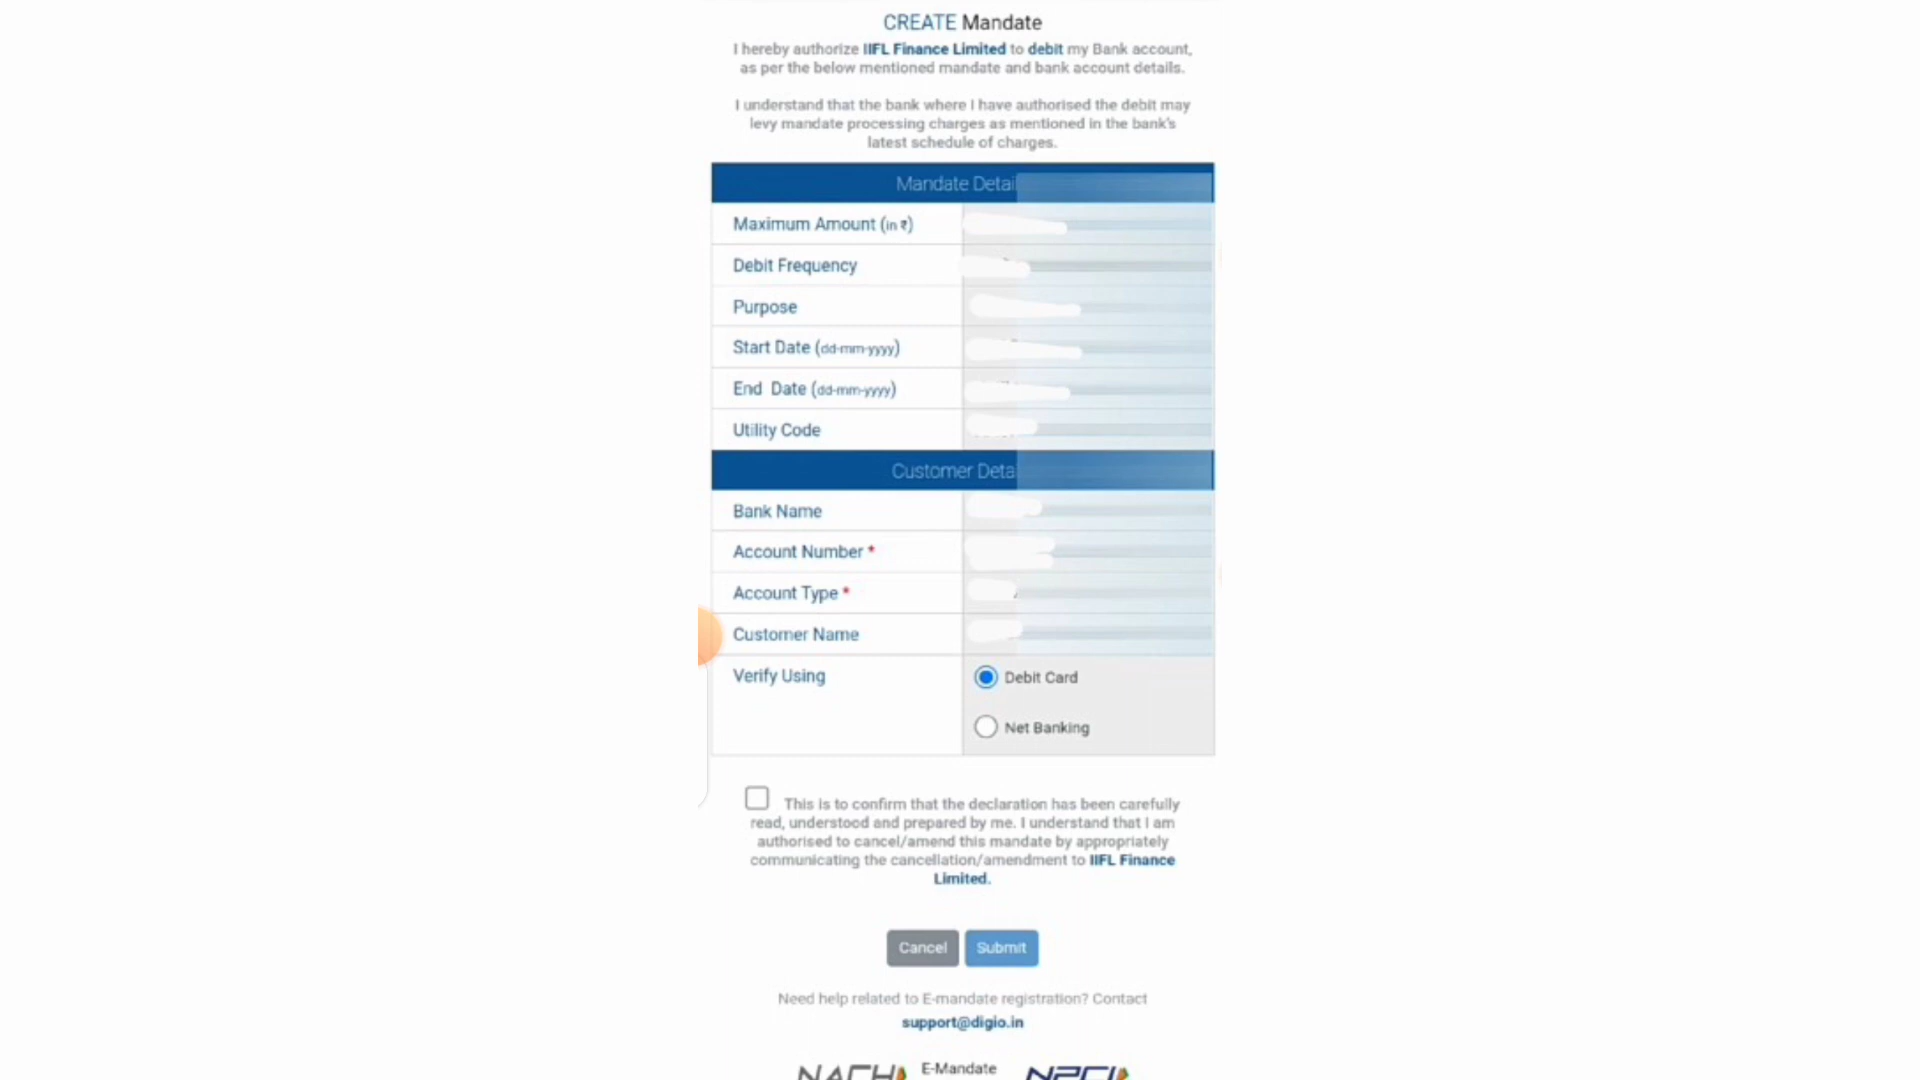 CREATE Mandate
I hereby authorize IIFL Finance Limited to debit my Bank account,
as per the below mentioned mandate and bank account details.
I understand that the bank where I have authorised the debit may
levy mandate processing charges as mentioned in the bank's
latest schedule of charges.
Mandate Detai
Maximum Amount (in ₹)
Debit Frequency
Purpose
Start Date (dd-mm-yyyy)
End Date (dd-mm-yyyy)
Utility Code
Customer Deta
Bank Name
Account Number *
Account Type *
Customer Name
Verify Using
Debit Card
Net Banking
This is to confirm that the declaration has been carefully
read, understood and prepared by me. I understand that I am
authorised to cancel/amend this mandate by appropriately
communicating the cancellation/amendment to IIFL Finance
Limited.
Cancel Submit
Need help related to E-mandate registration? Contact
support@digio.in
NACH E-Mandate NPCI